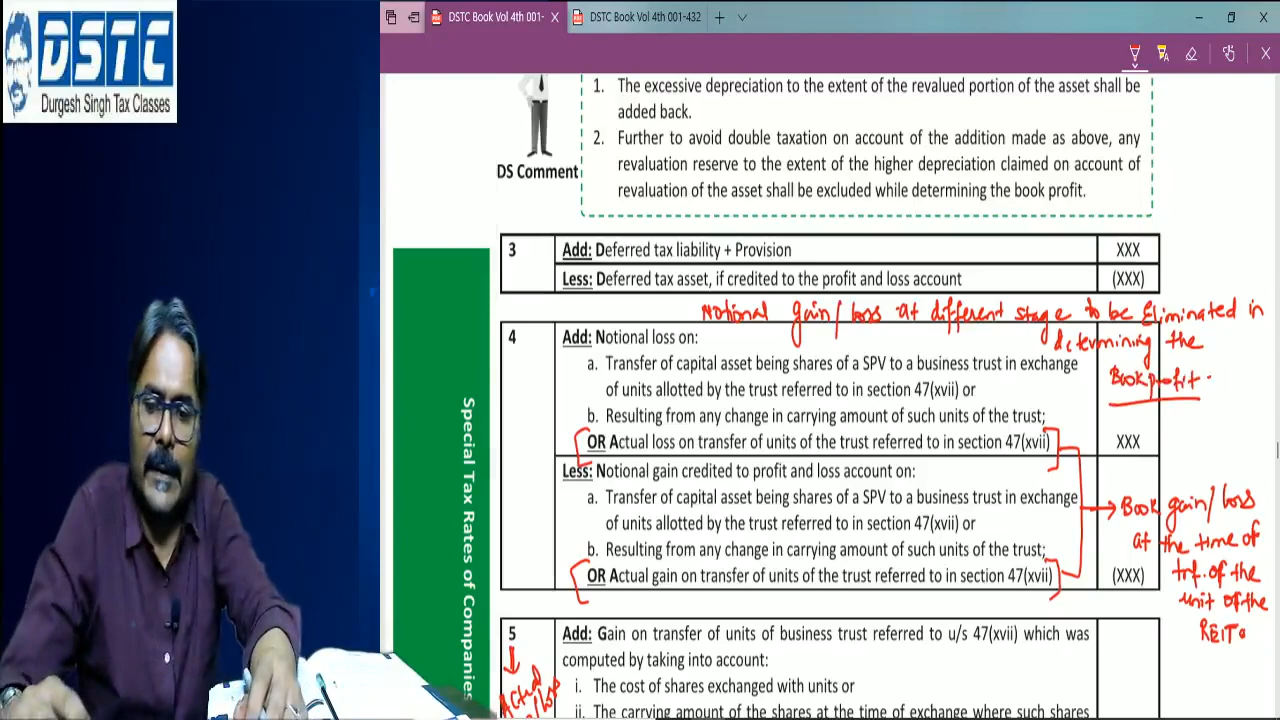 DSTC
Durgesh Singh Tax Classes
DSTC Book Vol 4th 001-
DSTC Book Vol 4th 001-432
DS Comment
1. The excessive depreciation to the extent of the revalued portion of the asset shall be
added back.
2. Further to avoid double taxation on account of the addition made as above, any
revaluation reserve to the extent of the higher depreciation claimed on account of
revaluation of the asset shall be excluded while determining the book profit.
Special Tax Rates of Companies
3 Add: Deferred tax liability + Provision XXX
Less: Deferred tax asset, if credited to the profit and loss account (XXX)
Notional gain/loss at different stage to be Eliminated in
determining the
Book profit.
4 Add: Notional loss on:
a. Transfer of capital asset being shares of a SPV to a business trust in exchange
of units allotted by the trust referred to in section 47(xvii) or
b. Resulting from any change in carrying amount of such units of the trust;
OR Actual loss on transfer of units of the trust referred to in section 47(xvii) XXX
Less: Notional gain credited to profit and loss account on:
a. Transfer of capital asset being shares of a SPV to a business trust in exchange
of units allotted by the trust referred to in section 47(xvii) or
b. Resulting from any change in carrying amount of such units of the trust;
OR Actual gain on transfer of units of the trust referred to in section 47(xvii) (XXX)
Book gain/loss
at the time of
trf. of the
unit of the
REIT
5 Add: Gain on transfer of units of business trust referred to u/s 47(xvii) which was
computed by taking into account:
i. The cost of shares exchanged with units or
ii. The carrying amount of the shares at the time of exchange where such shares